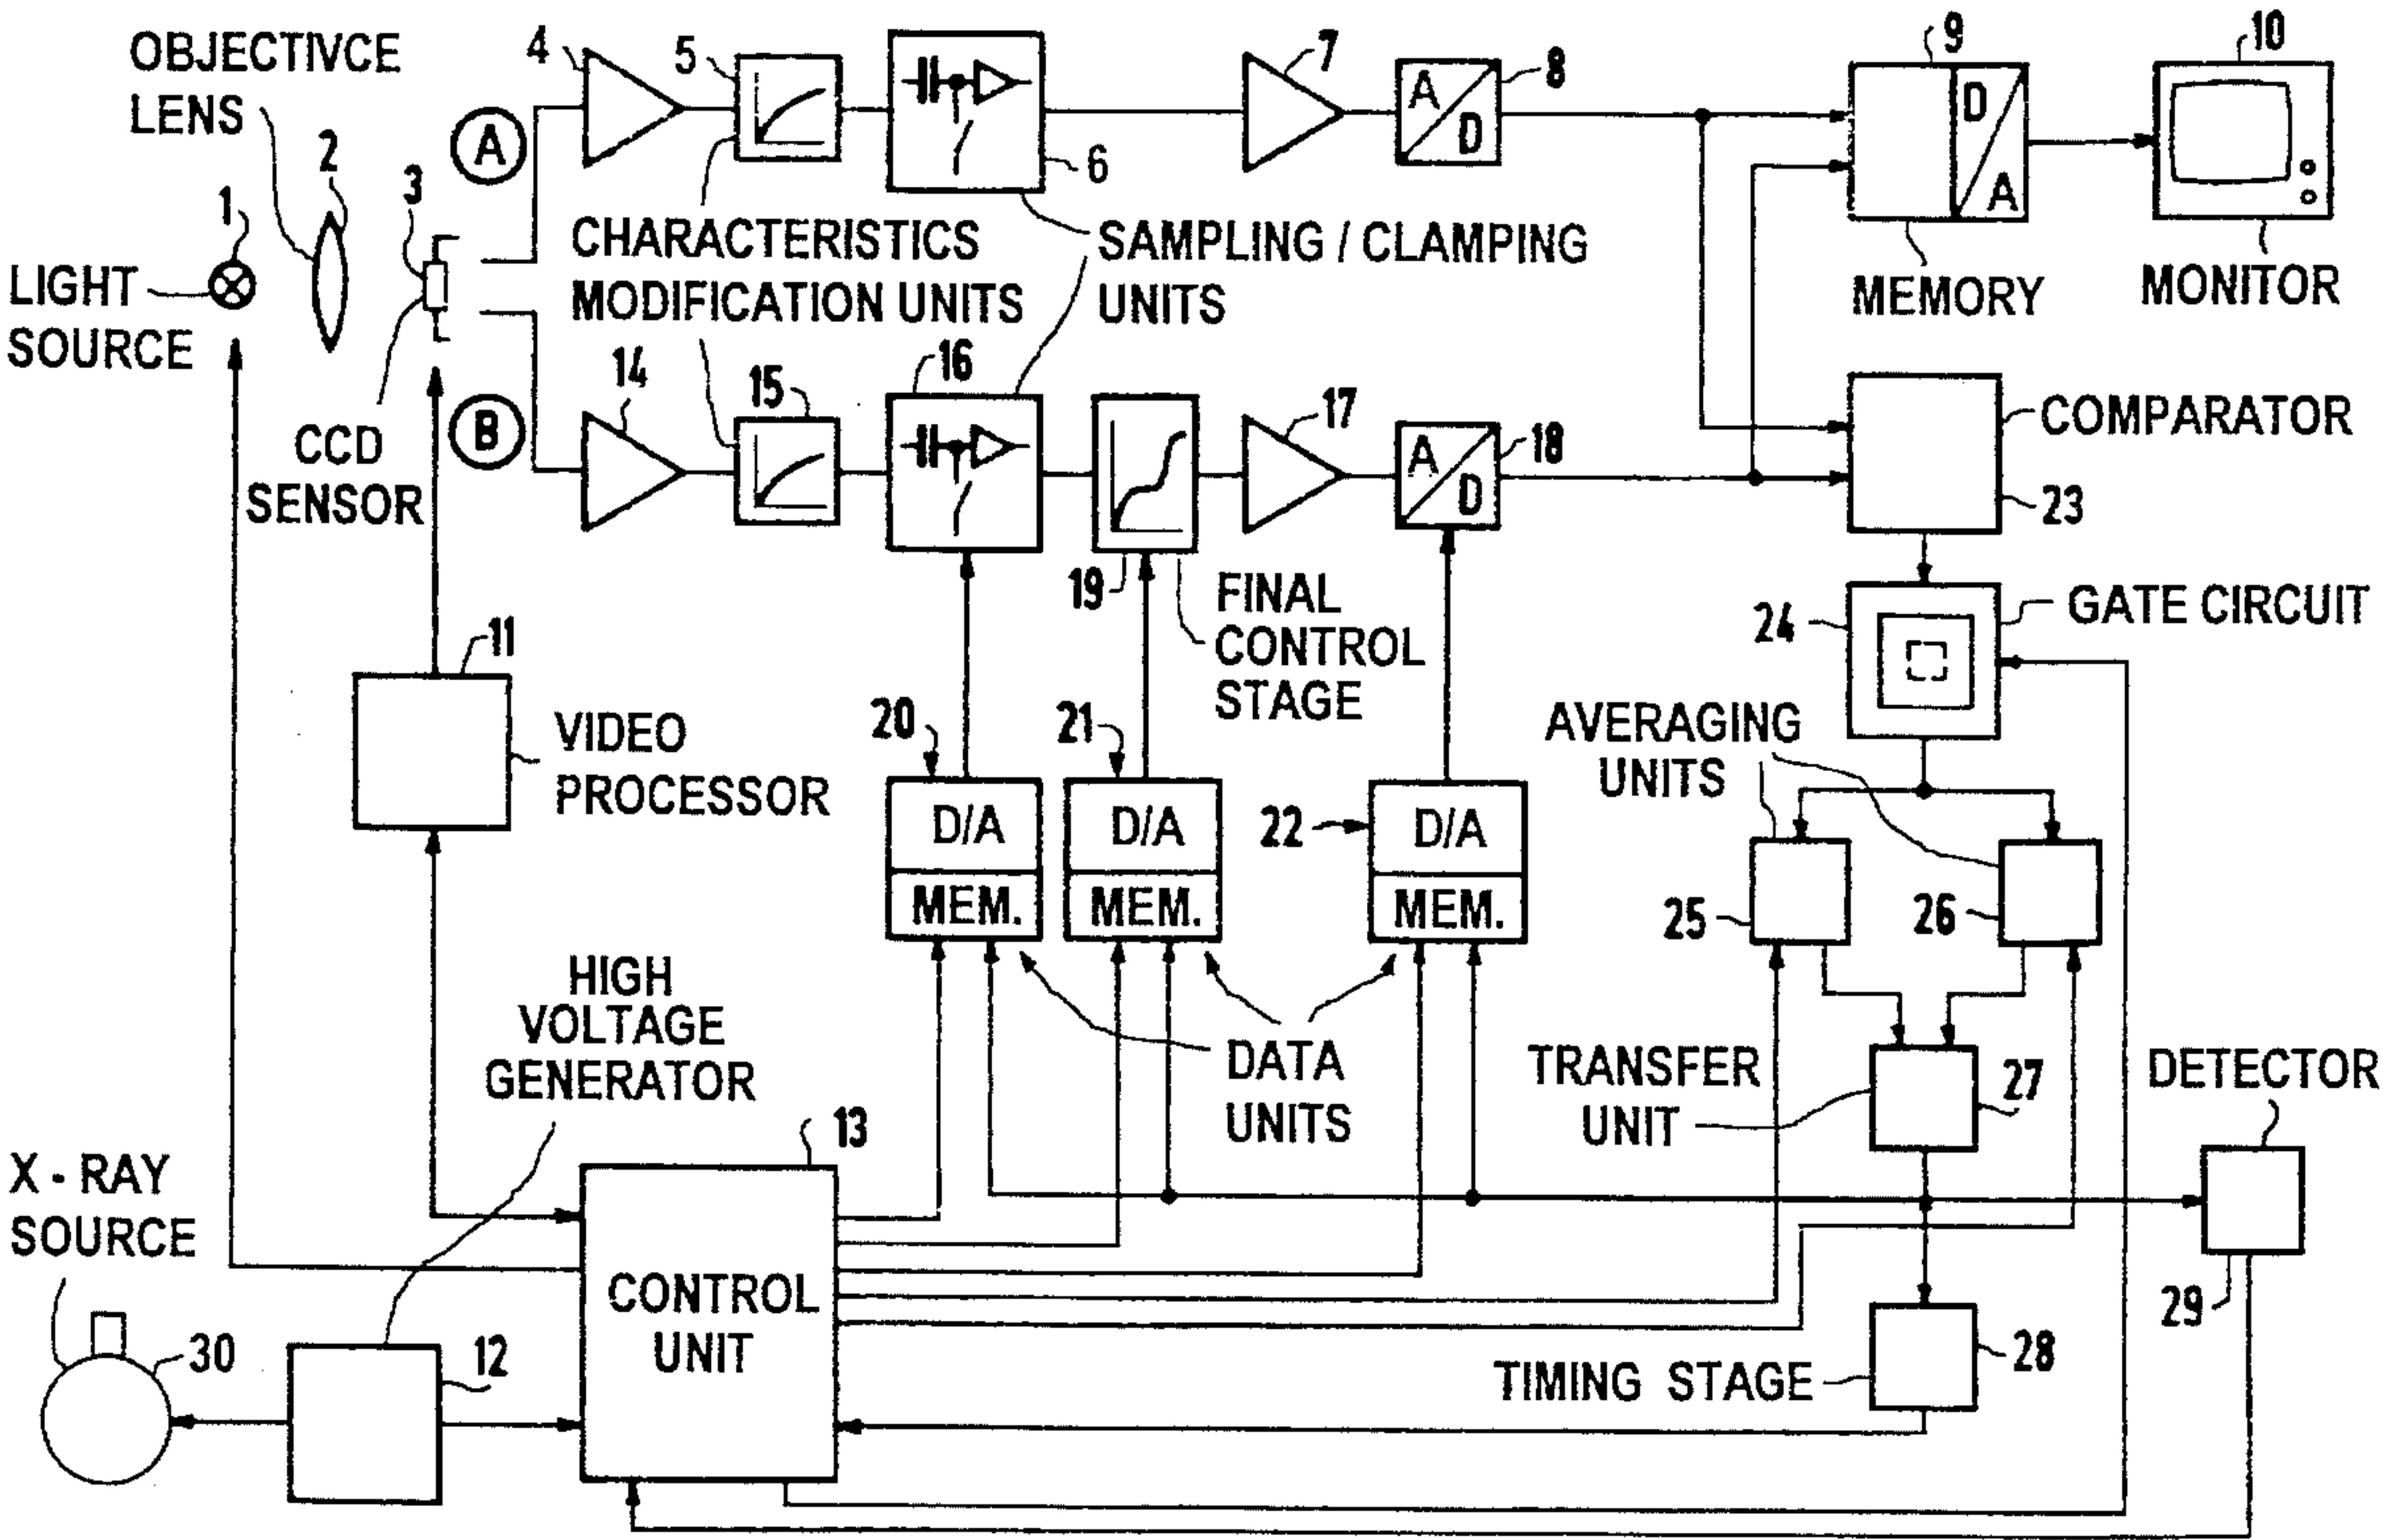 OBJECTIVCE
LENS
4
5
6
7
8
A
D
9
D
A
10
A
1
2
3
LIGHT
SOURCE
CHARACTERISTICS
MODIFICATION UNITS
SAMPLING / CLAMPING
UNITS
MEMORY
MONITOR
CCD
SENSOR
B
14
15
16
17
A
D
18
COMPARATOR
23
19
FINAL
CONTROL
STAGE
24
GATE CIRCUIT
11
VIDEO
PROCESSOR
20
21
22
D/A
MEM.
D/A
MEM.
D/A
MEM.
AVERAGING
UNITS
25
26
HIGH
VOLTAGE
GENERATOR
DATA
UNITS
TRANSFER
UNIT
27
DETECTOR
29
13
CONTROL
UNIT
X - RAY
SOURCE
30
12
TIMING STAGE
28